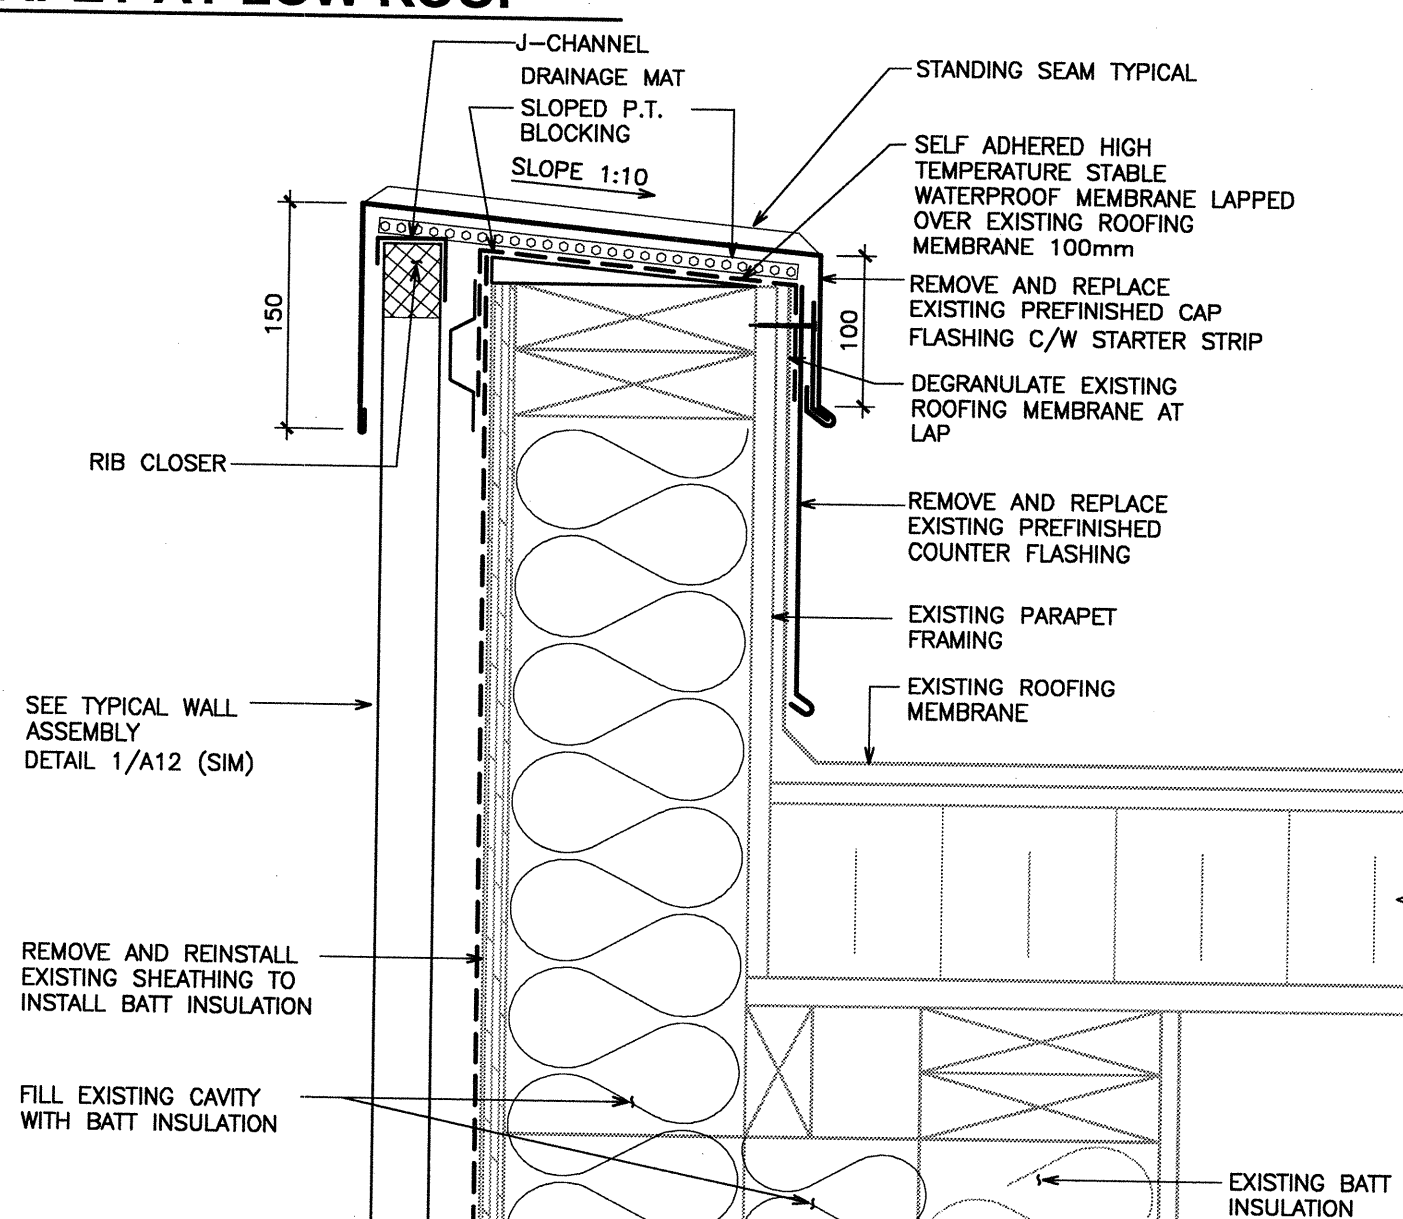 J-CHANNEL
DRAINAGE MAT
SLOPED P.T.
BLOCKING
SLOPE 1:10
STANDING SEAM TYPICAL
SELF ADHERED HIGH
TEMPERATURE STABLE
WATERPROOF MEMBRANE LAPPED
OVER EXISTING ROOFING
MEMBRANE 100mm
REMOVE AND REPLACE
EXISTING PREFINISHED CAP
FLASHING C/W STARTER STRIP
150
100
DEGRANULATE EXISTING
ROOFING MEMBRANE AT
LAP
RIB CLOSER
REMOVE AND REPLACE
EXISTING PREFINISHED
COUNTER FLASHING
EXISTING PARAPET
FRAMING
EXISTING ROOFING
MEMBRANE
SEE TYPICAL WALL
ASSEMBLY
DETAIL 1/A12 (SIM)
REMOVE AND REINSTALL
EXISTING SHEATHING TO
INSTALL BATT INSULATION
FILL EXISTING CAVITY
WITH BATT INSULATION
EXISTING BATT
INSULATION